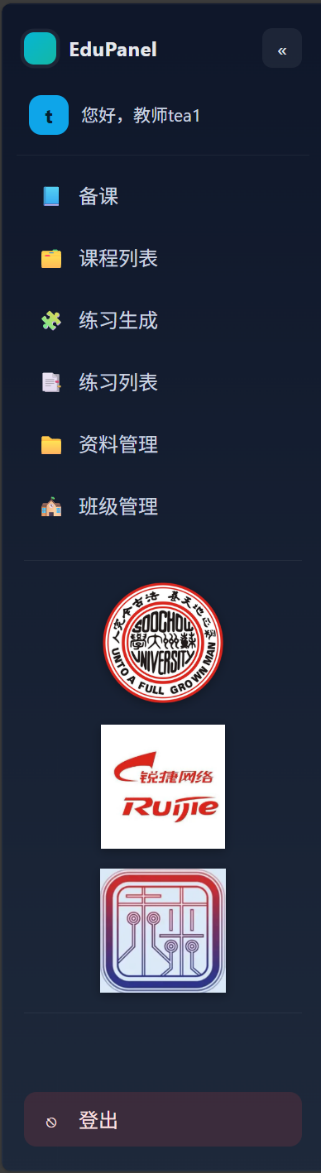 EduPanel
«
t
您好，教师tea1
备课
课程列表
练习生成
练习列表
资料管理
班级管理
SOOCHOW
UNIVERSITY
UNTO A FULL GROWN MAN
锐捷网络
Ruijie
登出